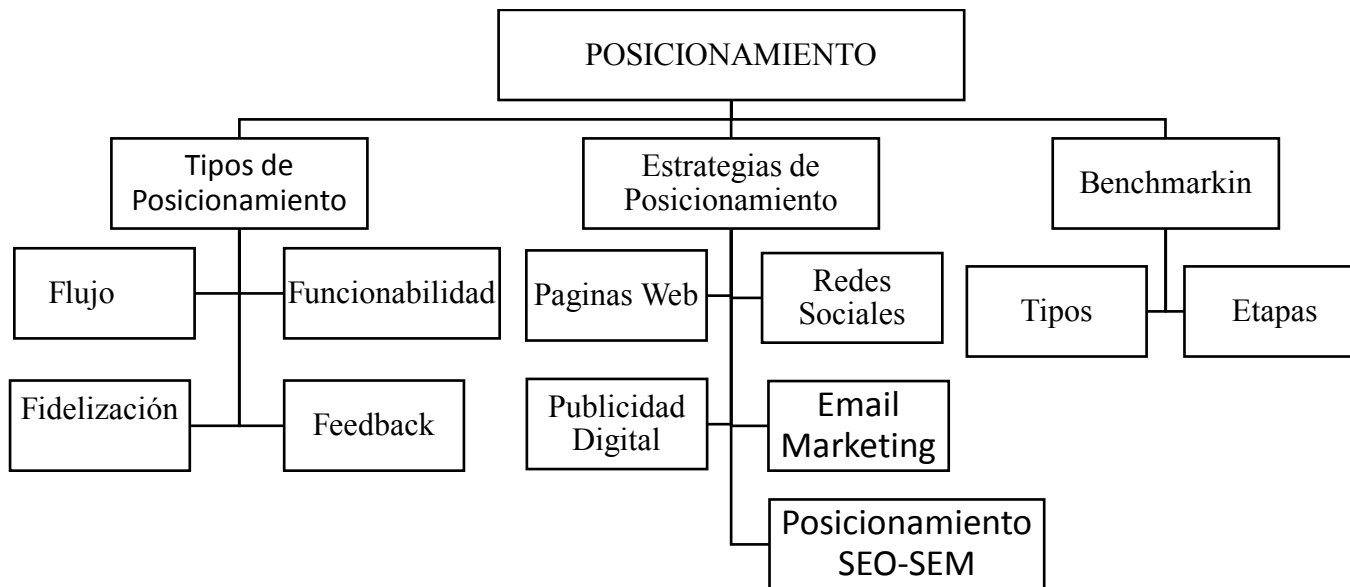 POSICIONAMIENTO
Tipos de
Posicionamiento
Estrategias de
Posicionamiento
Benchmarkin
Flujo
Funcionabilidad
Paginas Web
Redes
Sociales
Tipos
Etapas
Fidelización
Feedback
Publicidad
Digital
Email
Marketing
Posicionamiento
SEO-SEM